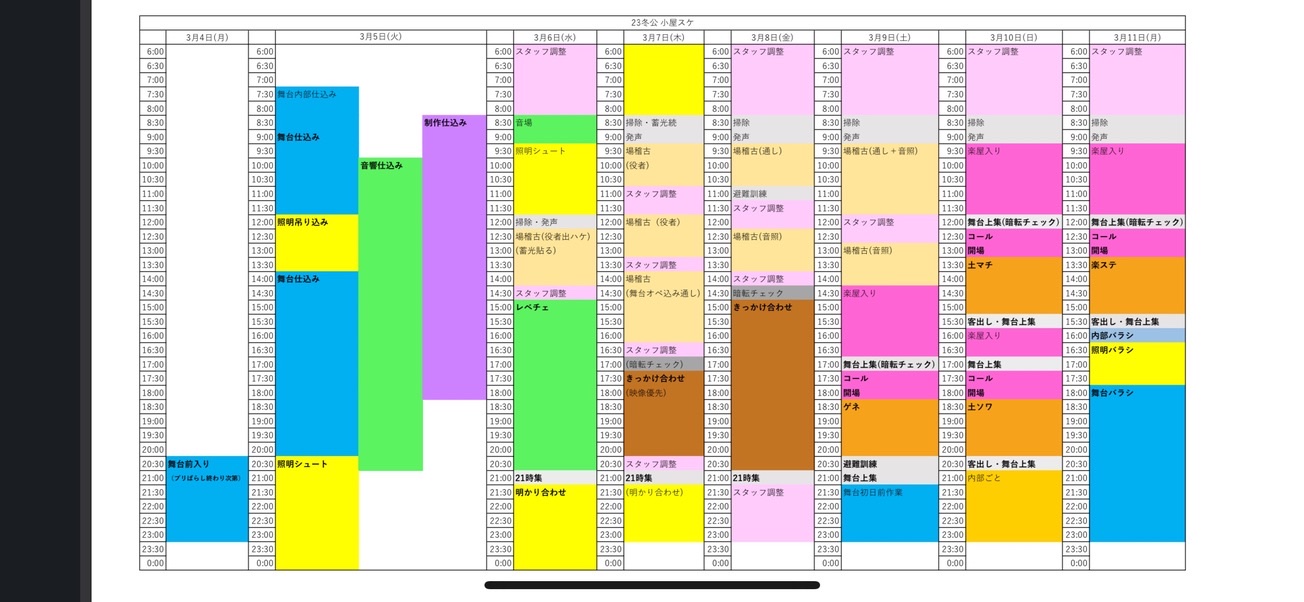 23冬公 小屋スケ
3月4日(月) 3月5日(火) 3月6日(水) 3月7日(木) 3月8日(金) 3月9日(土) 3月10日(日) 3月11日(月)
6:00 6:00 6:00 スタッフ調整 6:00 6:00 スタッフ調整 6:00 スタッフ調整 6:00 スタッフ調整 6:00 スタッフ調整
6:30 6:30 6:30 6:30 6:30 6:30 6:30 6:30
7:00 7:00 7:00 7:00 7:00 7:00 7:00 7:00
7:30 7:30 舞台内部仕込み 7:30 7:30 7:30 7:30 7:30 7:30
8:00 8:00 8:00 8:00 8:00 8:00 8:00 8:00
8:30 8:30 制作仕込み 8:30 音場 8:30 掃除・蓄光続 8:30 掃除 8:30 掃除 8:30 掃除 8:30 掃除
9:00 9:00 舞台仕込み 9:00 9:00 発声 9:00 発声 9:00 発声 9:00 発声 9:00 発声
9:30 9:30 9:30 照明シュート 9:30 場稽古 9:30 場稽古(通し) 9:30 場稽古(通し+音照) 9:30 楽屋入り 9:30 楽屋入り
10:00 10:00 音響仕込み 10:00 10:00 (役者) 10:00 10:00 10:00 10:00
10:30 10:30 10:30 10:30 10:30 10:30 10:30 10:30
11:00 11:00 11:00 11:00 スタッフ調整 11:00 避難訓練 11:00 11:00 11:00
11:30 11:30 11:30 11:30 11:30 スタッフ調整 11:30 11:30 11:30
12:00 12:00 照明吊り込み 12:00 掃除・発声 12:00 場稽古（役者） 12:00 12:00 スタッフ調整 12:00 舞台上集(暗転チェック) 12:00 舞台上集(暗転チェック)
12:30 12:30 12:30 場稽古(役者出ハケ) 12:30 12:30 場稽古(音照) 12:30 12:30 コール 12:30 コール
13:00 13:00 13:00 (蓄光貼る) 13:00 13:00 13:00 場稽古(音照) 13:00 開場 13:00 開場
13:30 13:30 13:30 13:30 スタッフ調整 13:30 13:30 13:30 土マチ 13:30 楽ステ
14:00 14:00 舞台仕込み 14:00 14:00 場稽古 14:00 スタッフ調整 14:00 14:00 14:00
14:30 14:30 14:30 スタッフ調整 14:30 (舞台オペ込み通し) 14:30 暗転チェック 14:30 楽屋入り 14:30 14:30
15:00 15:00 15:00 レベチェ 15:00 15:00 きっかけ合わせ 15:00 15:00 15:00
15:30 15:30 15:30 15:30 15:30 15:30 15:30 客出し・舞台上集 15:30 客出し・舞台上集
16:00 16:00 16:00 16:00 16:00 16:00 16:00 楽屋入り 16:00 内部バラシ
16:30 16:30 16:30 16:30 スタッフ調整 16:30 16:30 16:30 16:30 照明バラシ
17:00 17:00 17:00 17:00 (暗転チェック) 17:00 17:00 舞台上集(暗転チェック) 17:00 舞台上集 17:00
17:30 17:30 17:30 17:30 きっかけ合わせ 17:30 17:30 コール 17:30 コール 17:30
18:00 18:00 18:00 18:00 (映像優先) 18:00 18:00 開場 18:00 開場 18:00 舞台バラシ
18:30 18:30 18:30 18:30 18:30 18:30 ゲネ 18:30 土ソワ 18:30
19:00 19:00 19:00 19:00 19:00 19:00 19:00 19:00
19:30 19:30 19:30 19:30 19:30 19:30 19:30 19:30
20:00 20:00 20:00 20:00 20:00 20:00 20:00 20:00
20:30 舞台前入り 20:30 照明シュート 20:30 20:30 スタッフ調整 20:30 20:30 避難訓練 20:30 客出し・舞台上集 20:30
21:00 （プリばらし終わり次第） 21:00 21:00 21時集 21:00 21時集 21:00 21時集 21:00 舞台上集 21:00 内部ごと 21:00
21:30 21:30 21:30 明かり合わせ 21:30 (明かり合わせ) 21:30 スタッフ調整 21:30 舞台初日前作業 21:30 21:30
22:00 22:00 22:00 22:00 22:00 22:00 22:00 22:00
22:30 22:30 22:30 22:30 22:30 22:30 22:30 22:30
23:00 23:00 23:00 23:00 23:00 23:00 23:00 23:00
23:30 23:30 23:30 23:30 23:30 23:30 23:30 23:30
0:00 0:00 0:00 0:00 0:00 0:00 0:00 0:00